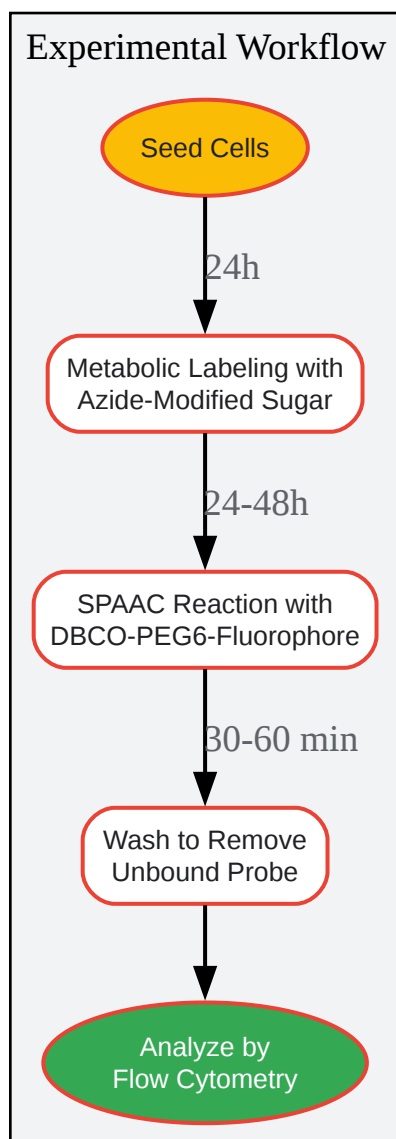 Experimental Workflow
Seed Cells
24h
Metabolic Labeling with
Azide-Modified Sugar
24-48h
SPAAC Reaction with
DBCO-PEG6-Fluorophore
30-60 min
Wash to Remove
Unbound Probe
Analyze by
Flow Cytometry